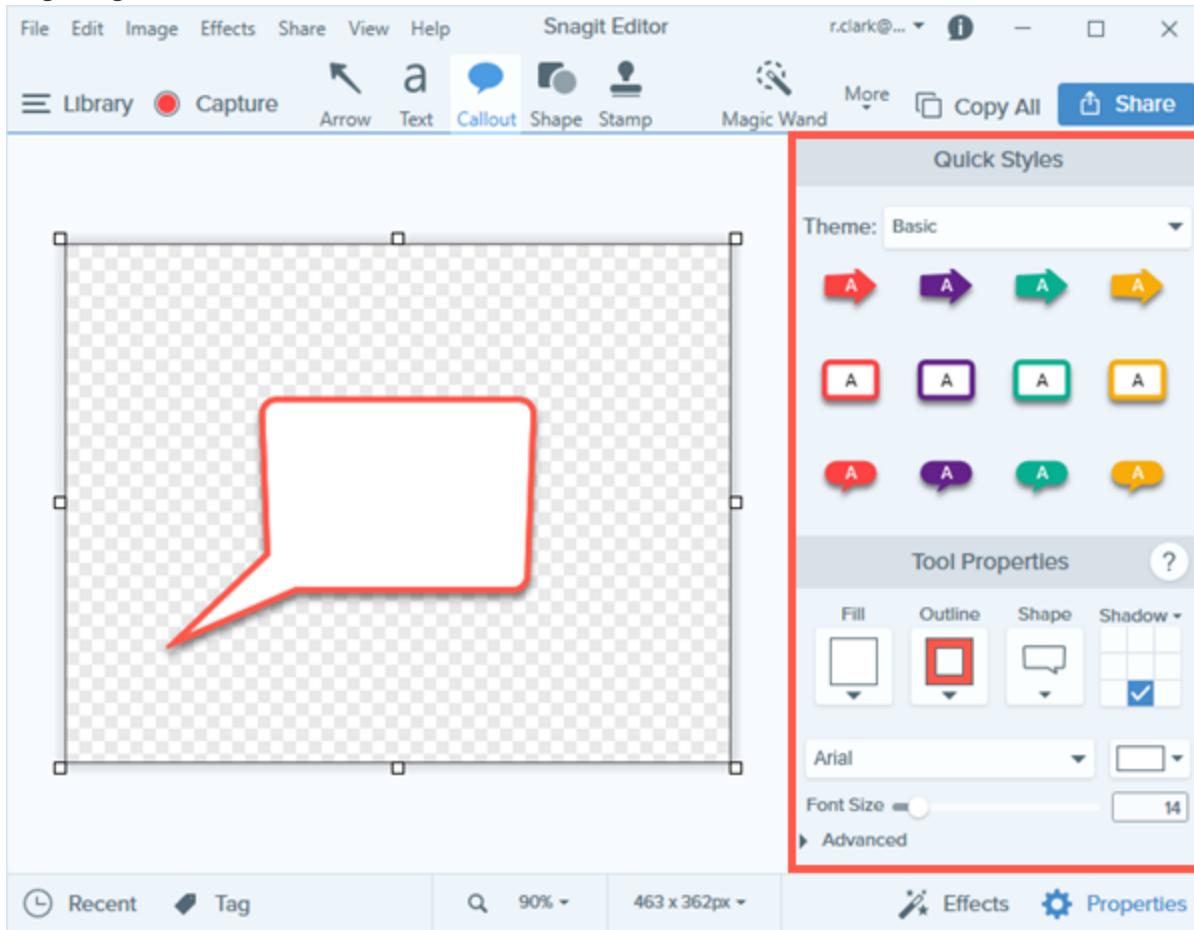 File Edit Image Effects Share View Help Snagit Editor r.clark@...
Library Capture Arrow Text Callout Shape Stamp Magic Wand More Copy All Share
Quick Styles
Theme: Basic
A A A A
A A A A
A A A A
Tool Properties ?
Fill Outline Shape Shadow
Arial
Font Size 14
Advanced
Recent Tag 90% 463 x 362px Effects Properties